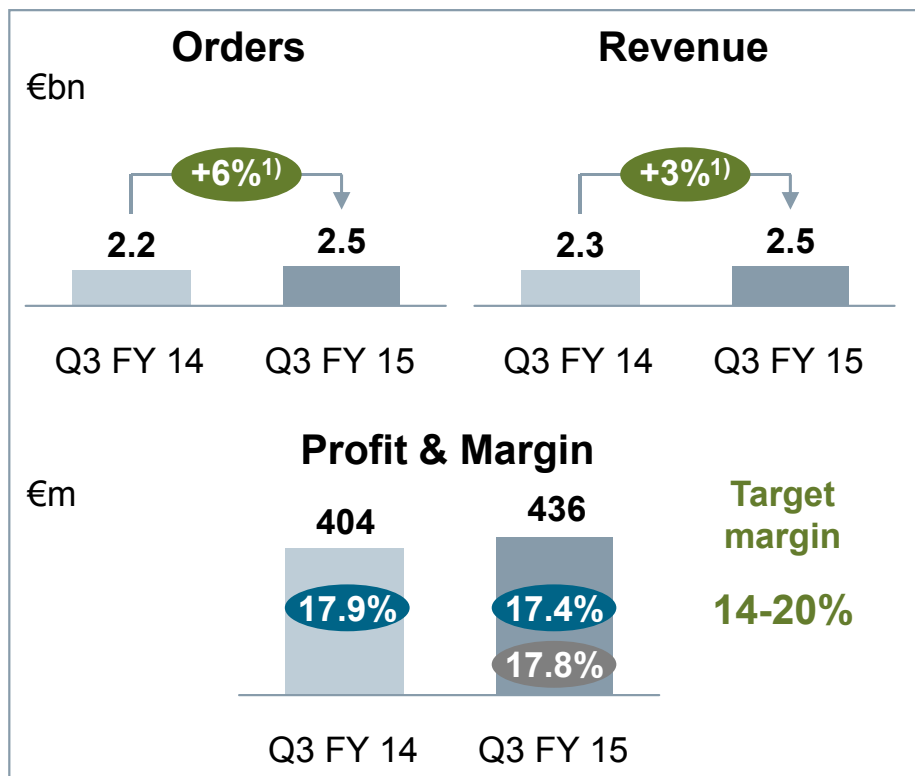 Orders
Revenue
€bn
+6%1)
+3%1)
2.2
2.5
2.3
2.5
Q3 FY 14
Q3 FY 15
Q3 FY 14
Q3 FY 15
Profit & Margin
€m
404
436
Target
margin
17.9%
17.4%
14-20%
17.8%
Q3 FY 14
Q3 FY 15